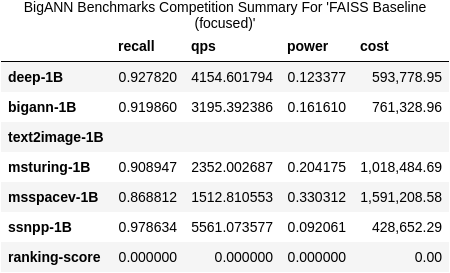 BigANN Benchmarks Competition Summary For 'FAISS Baseline
(focused)'
recall qps power cost
deep-1B 0.927820 4154.601794 0.123377 593,778.95
bigann-1B 0.919860 3195.392386 0.161610 761,328.96
text2image-1B
msturing-1B 0.908947 2352.002687 0.204175 1,018,484.69
msspacev-1B 0.868812 1512.810553 0.330312 1,591,208.58
ssnpp-1B 0.978634 5561.073577 0.092061 428,652.29
ranking-score 0.000000 0.000000 0.000000 0.00